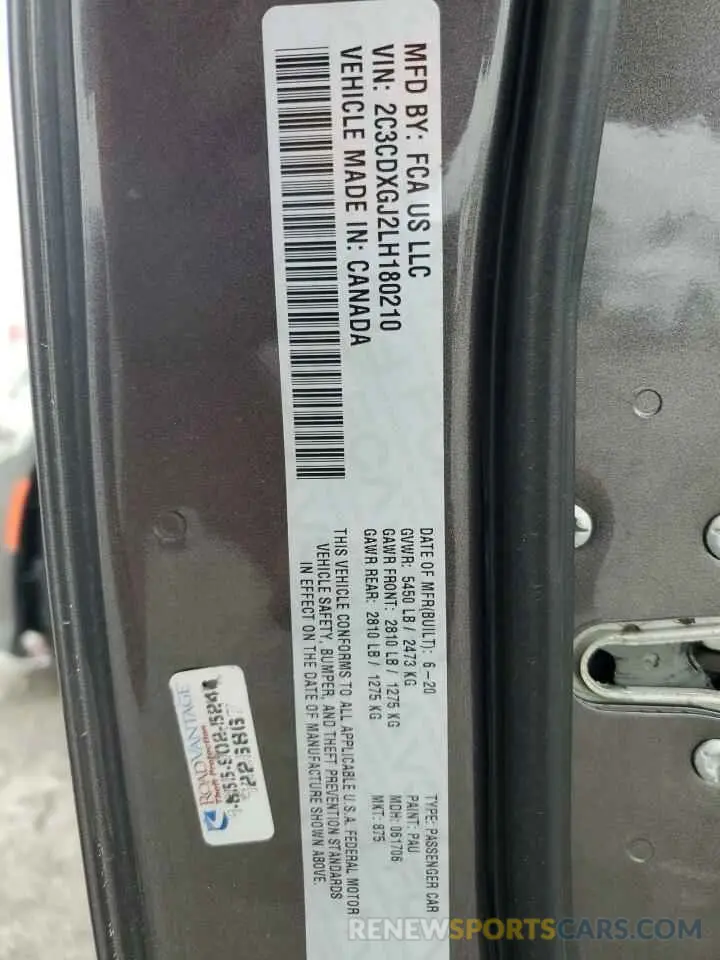 MFD BY: FCA US LLC
VIN: 2C3CDXGJ2LH180210
VEHICLE MADE IN: CANADA
DATE OF MFR(BUILT): 6-20
GVWR: 5450 LB / 2473 KG
GAWR FRONT: 2810 LB / 1275 KG
GAWR REAR: 2810 LB / 1275 KG
TYPE: PASSENGER CAR
PAINT: PAU
MDH: 061706
MKT: 875
THIS VEHICLE CONFORMS TO ALL APPLICABLE U.S.A. FEDERAL MOTOR
VEHICLE SAFETY, BUMPER, AND THEFT PREVENTION STANDARDS
IN EFFECT ON THE DATE OF MANUFACTURE SHOWN ABOVE.
ROADVANTAGE
Theft Protection
RENEWSPORTSCARS.COM